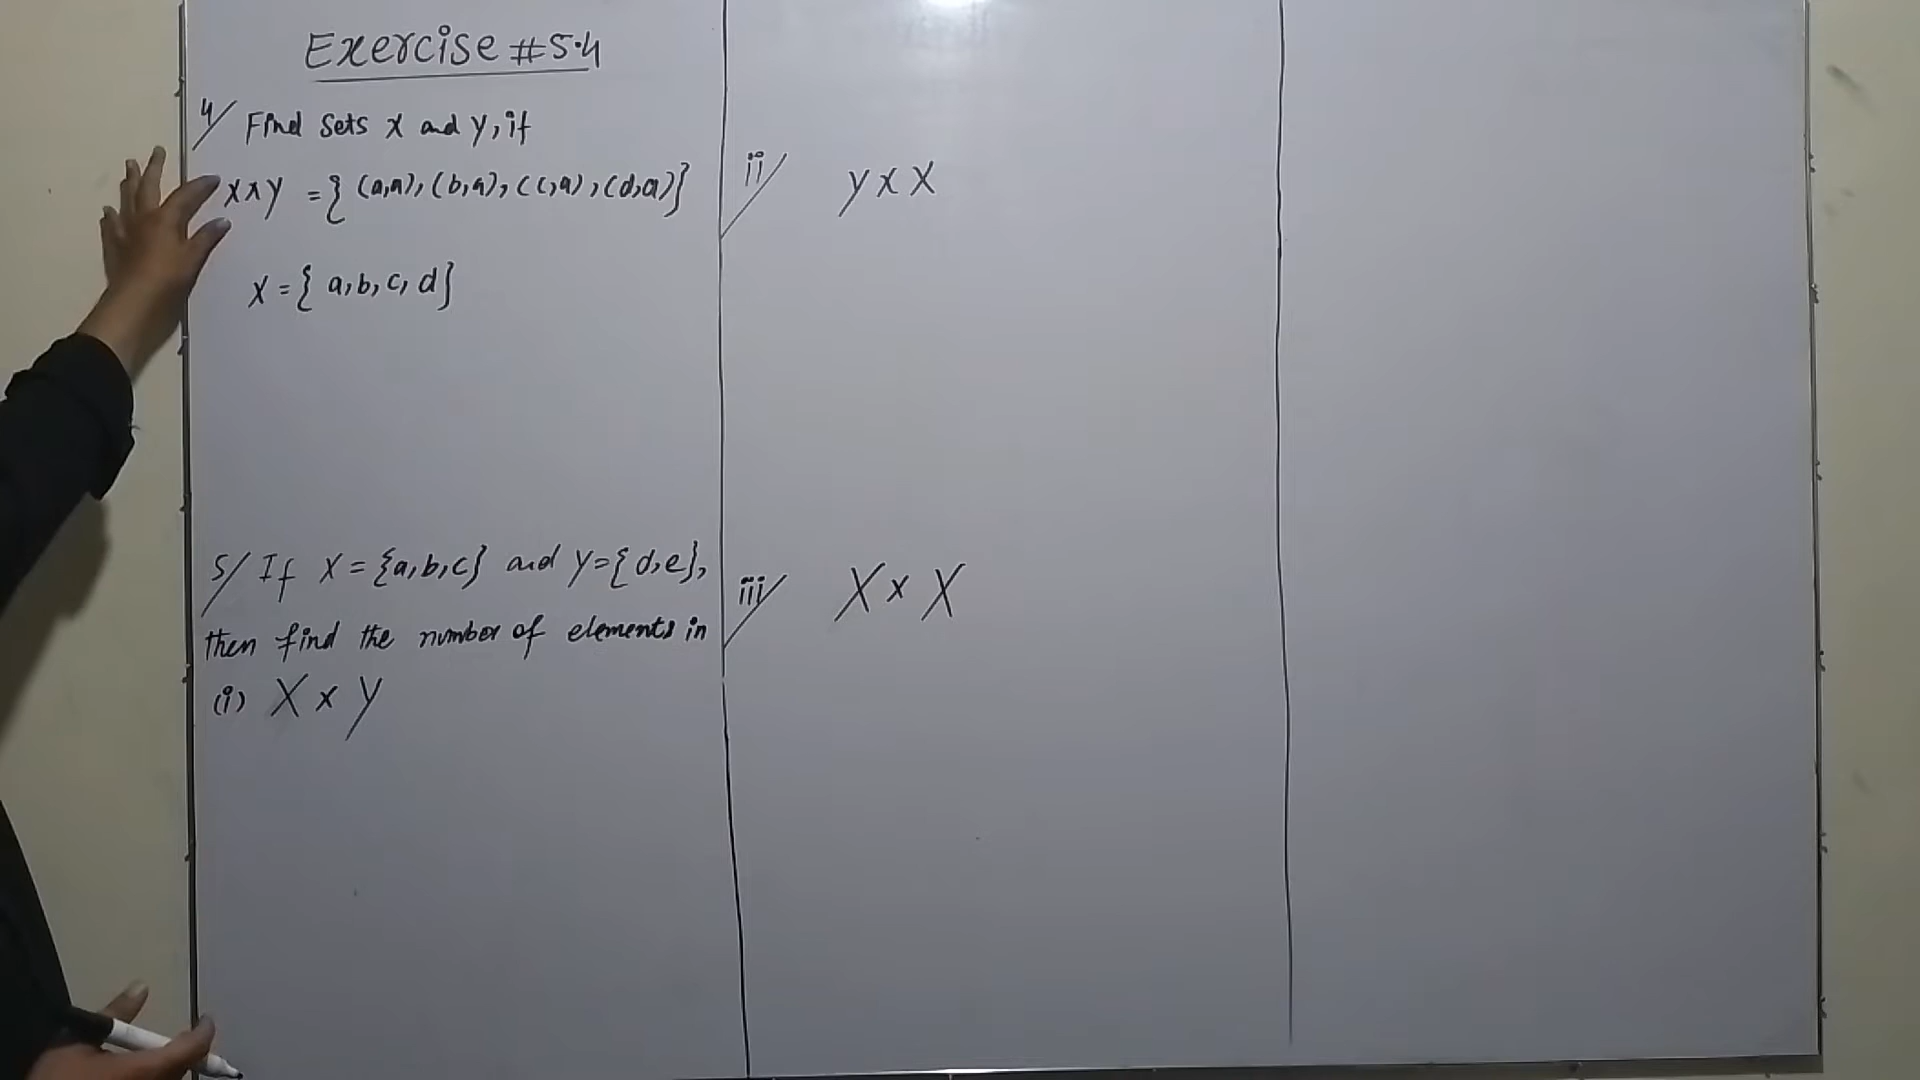 Exercise #5.4
4/ Find Sets X and Y, if
X×Y = { (a,a), (b,a), (c,a), (d,a)}
X = { a, b, c, d}
5/ If X = {a,b,c} and Y={d,e},
then find the number of elements in
(i) X × Y
ii/ Y × X
iii/ X × X